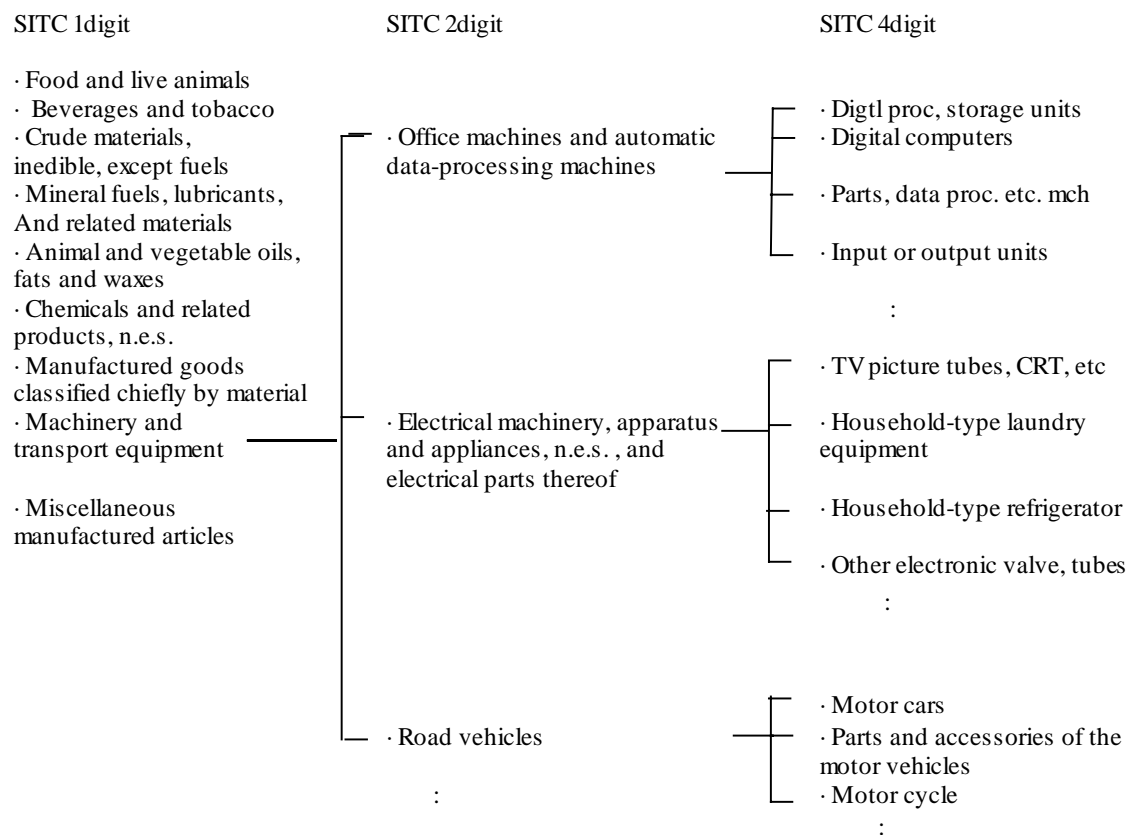 SITC 1digit
· Food and live animals
· Beverages and tobacco
· Crude materials,
inedible, except fuels
· Mineral fuels, lubricants,
And related materials
· Animal and vegetable oils,
fats and waxes
· Chemicals and related
products, n.e.s.
· Manufactured goods
classified chiefly by material
· Machinery and
transport equipment
· Miscellaneous
manufactured articles
SITC 2digit
· Office machines and automatic
data-processing machines
· Electrical machinery, apparatus
and appliances, n.e.s. , and
electrical parts thereof
· Road vehicles
:
SITC 4digit
· Digtl proc, storage units
· Digital computers
· Parts, data proc. etc. mch
· Input or output units
:
· TV picture tubes, CRT, etc
· Household-type laundry
equipment
· Household-type refrigerator
· Other electronic valve, tubes
:
· Motor cars
· Parts and accessories of the
motor vehicles
· Motor cycle
: